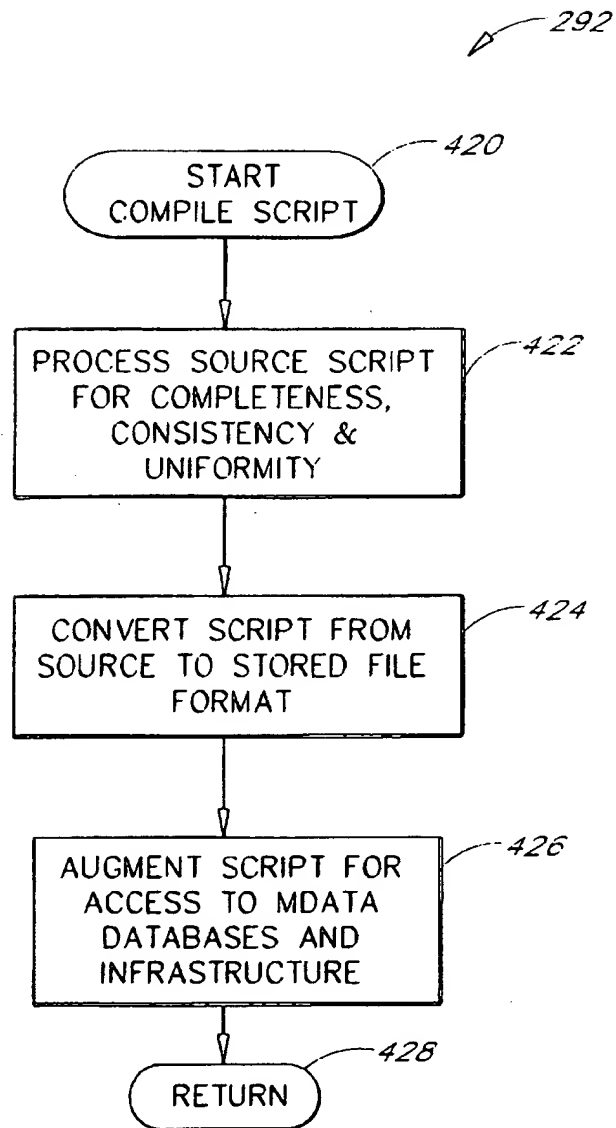 292
420
START
COMPILE SCRIPT
422
PROCESS SOURCE SCRIPT
FOR COMPLETENESS,
CONSISTENCY &
UNIFORMITY
424
CONVERT SCRIPT FROM
SOURCE TO STORED FILE
FORMAT
426
AUGMENT SCRIPT FOR
ACCESS TO MDATA
DATABASES AND
INFRASTRUCTURE
428
RETURN